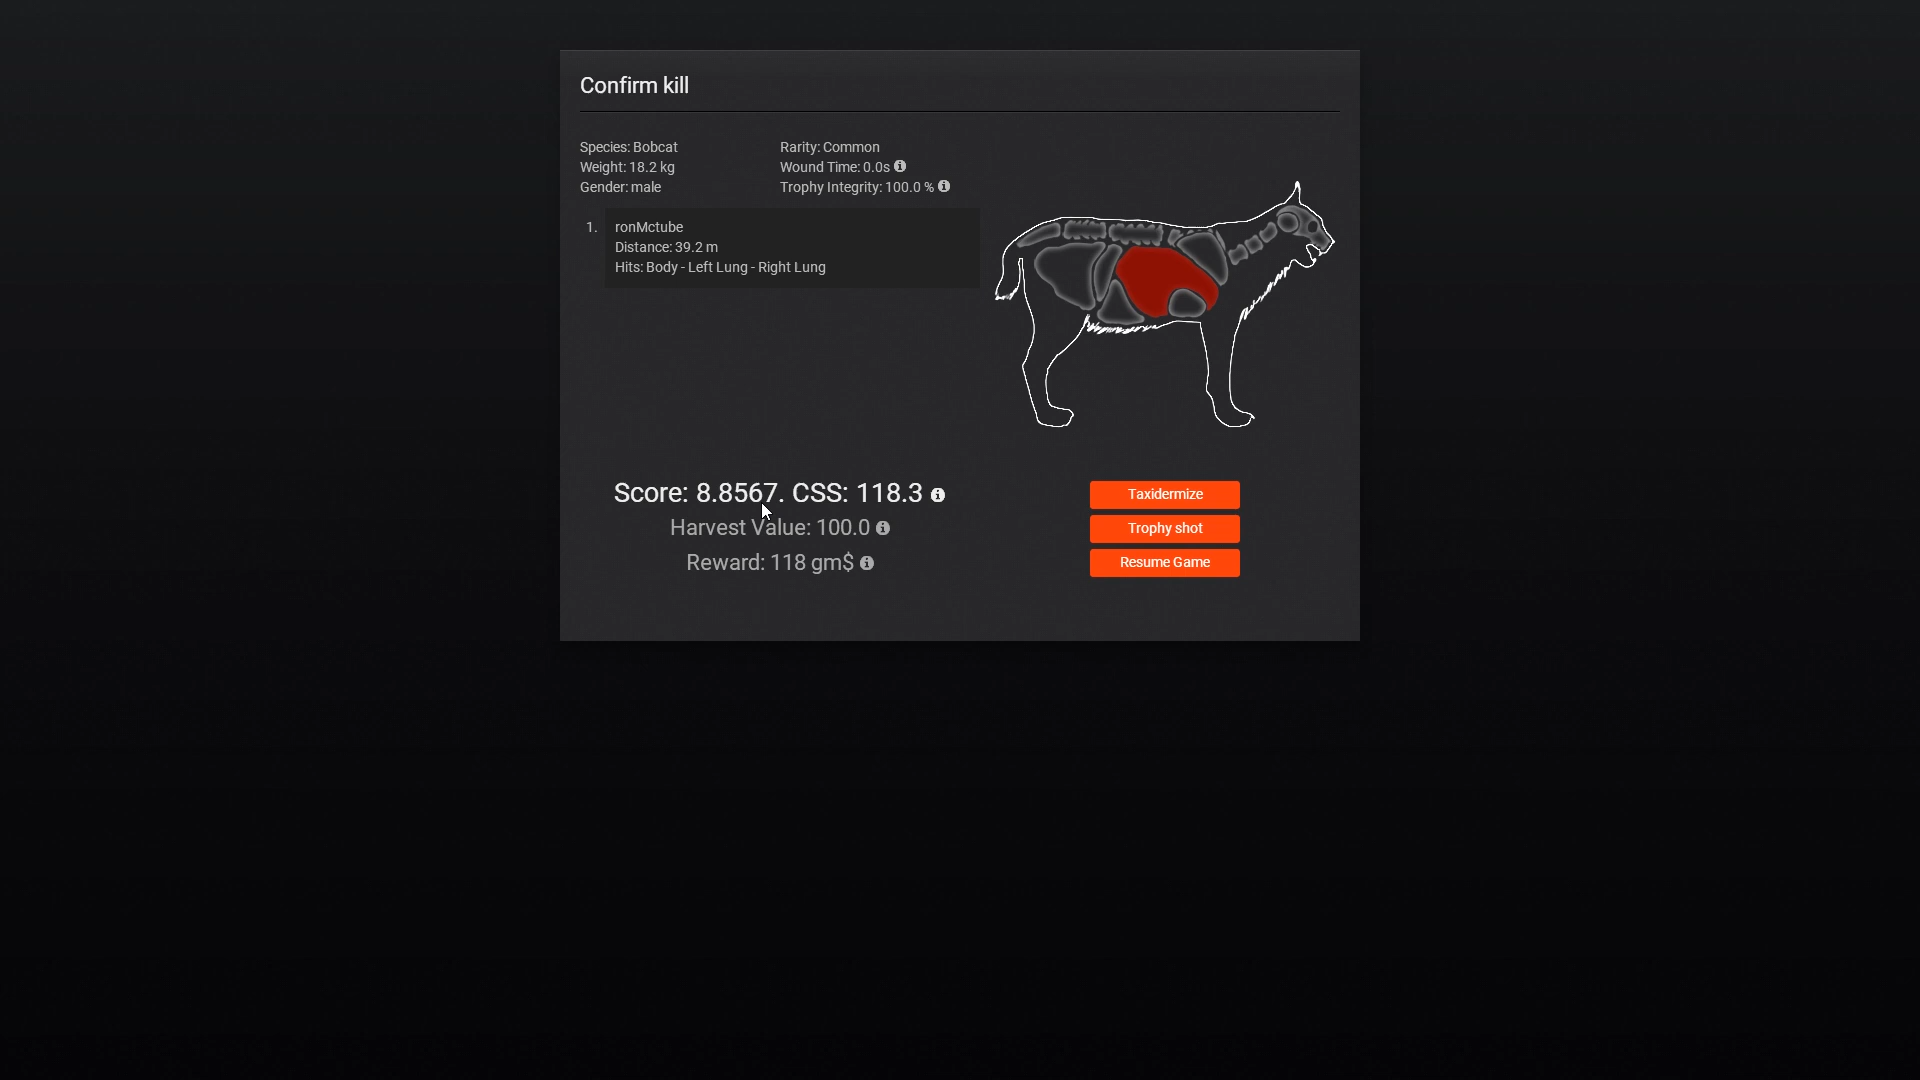 Confirm kill
Species: Bobcat
Weight: 18.2 kg
Gender: male
Rarity: Common
Wound Time: 0.0s
Trophy Integrity: 100.0 %
1.
ronMctube
Distance: 39.2 m
Hits: Body - Left Lung - Right Lung
Score: 8.8567. CSS: 118.3
Harvest Value: 100.0
Reward: 118 gm$
Taxidermize
Trophy shot
Resume Game